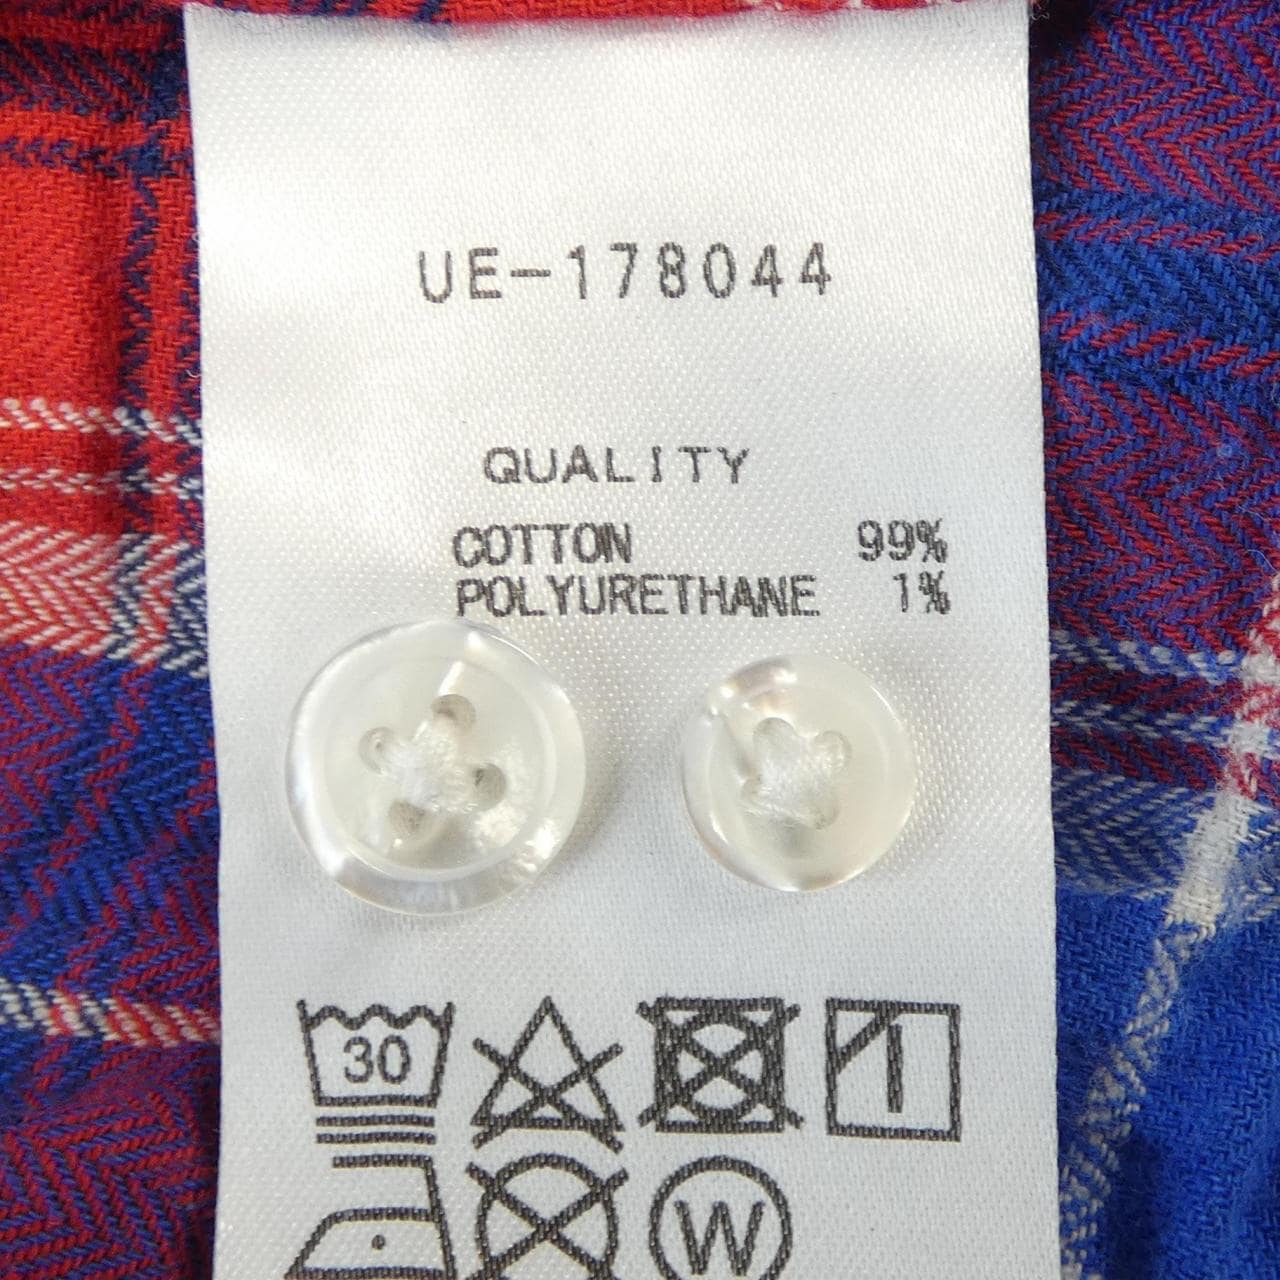 UE-178044
QUALITY
COTTON 99%
POLYURETHANE 1%
30
W